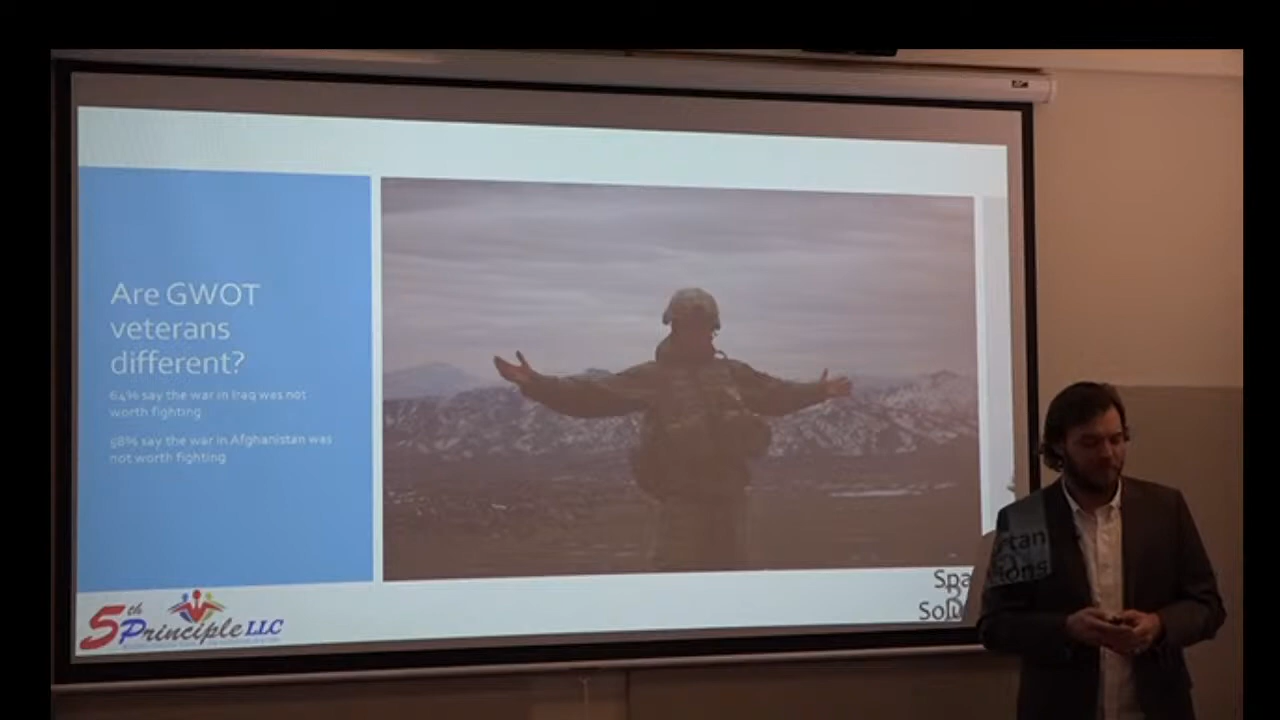 Are GWOT
veterans
different?
64% say the war in Iraq was not
worth fighting
58% say the war in Afghanistan was
not worth fighting
5th
Principle LLC
Spartan